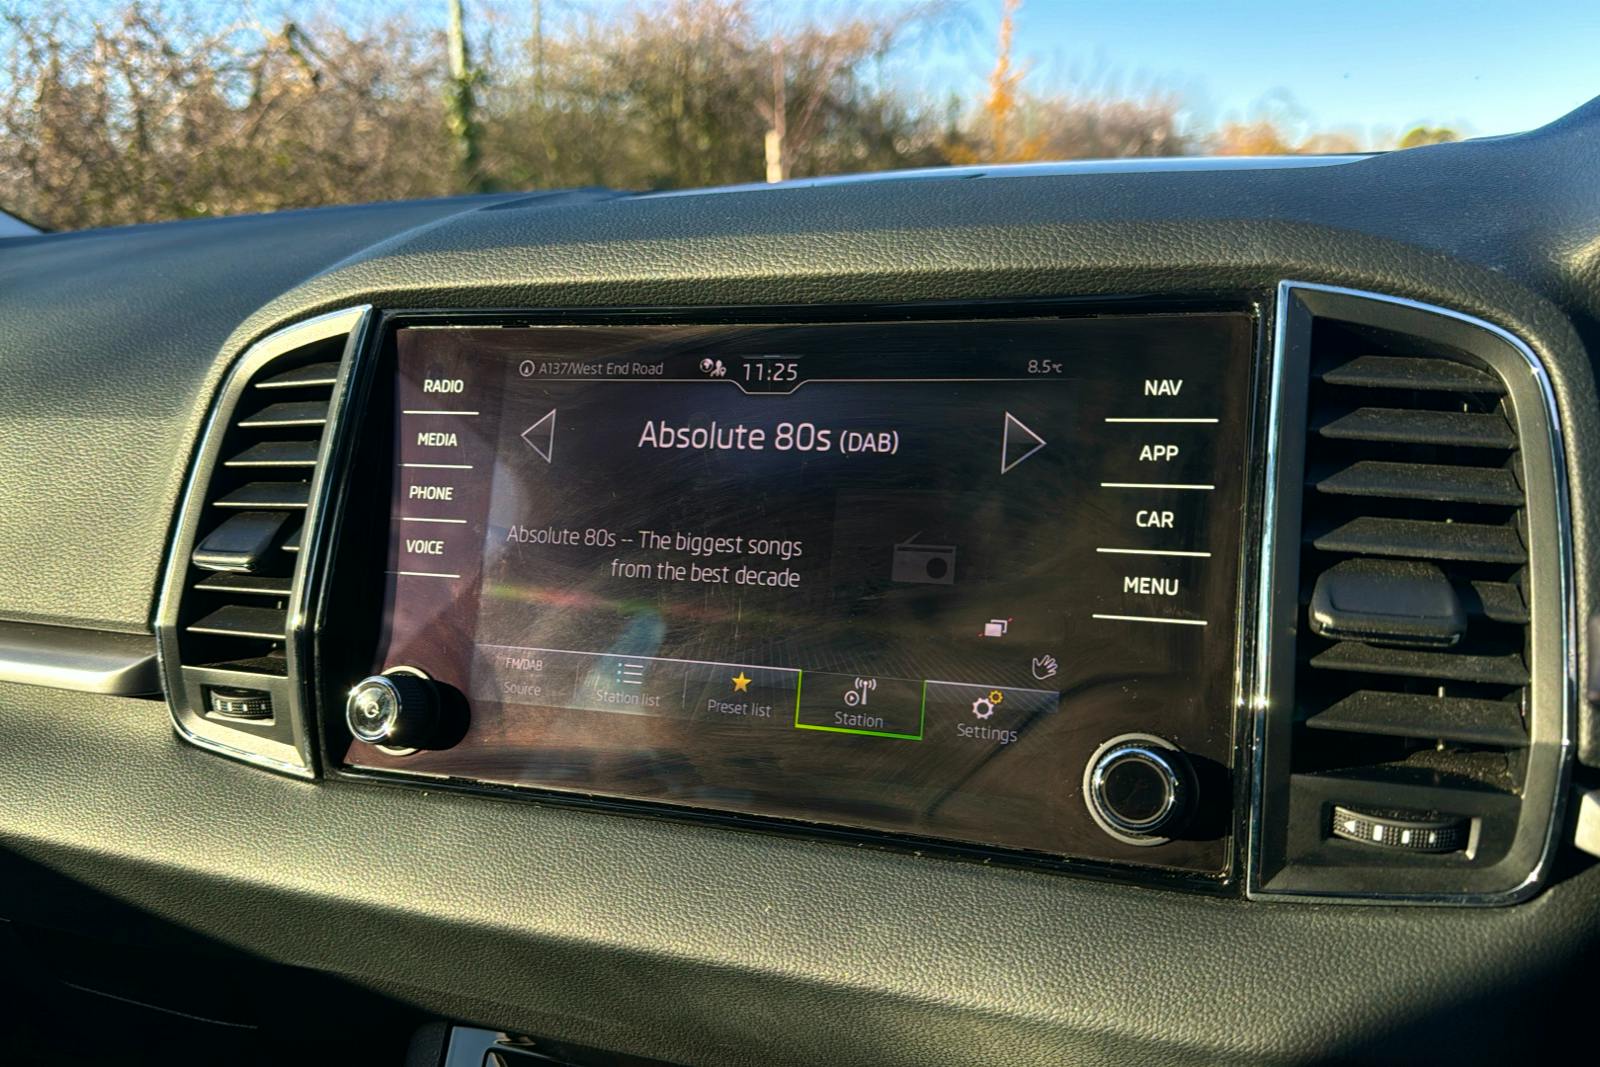 A137/West End Road
11:25
8.5°C
RADIO
MEDIA
PHONE
VOICE
Absolute 80s (DAB)
Absolute 80s -- The biggest songs
from the best decade
NAV
APP
CAR
MENU
FM/DAB
Source
Station list
Preset list
Station
Settings